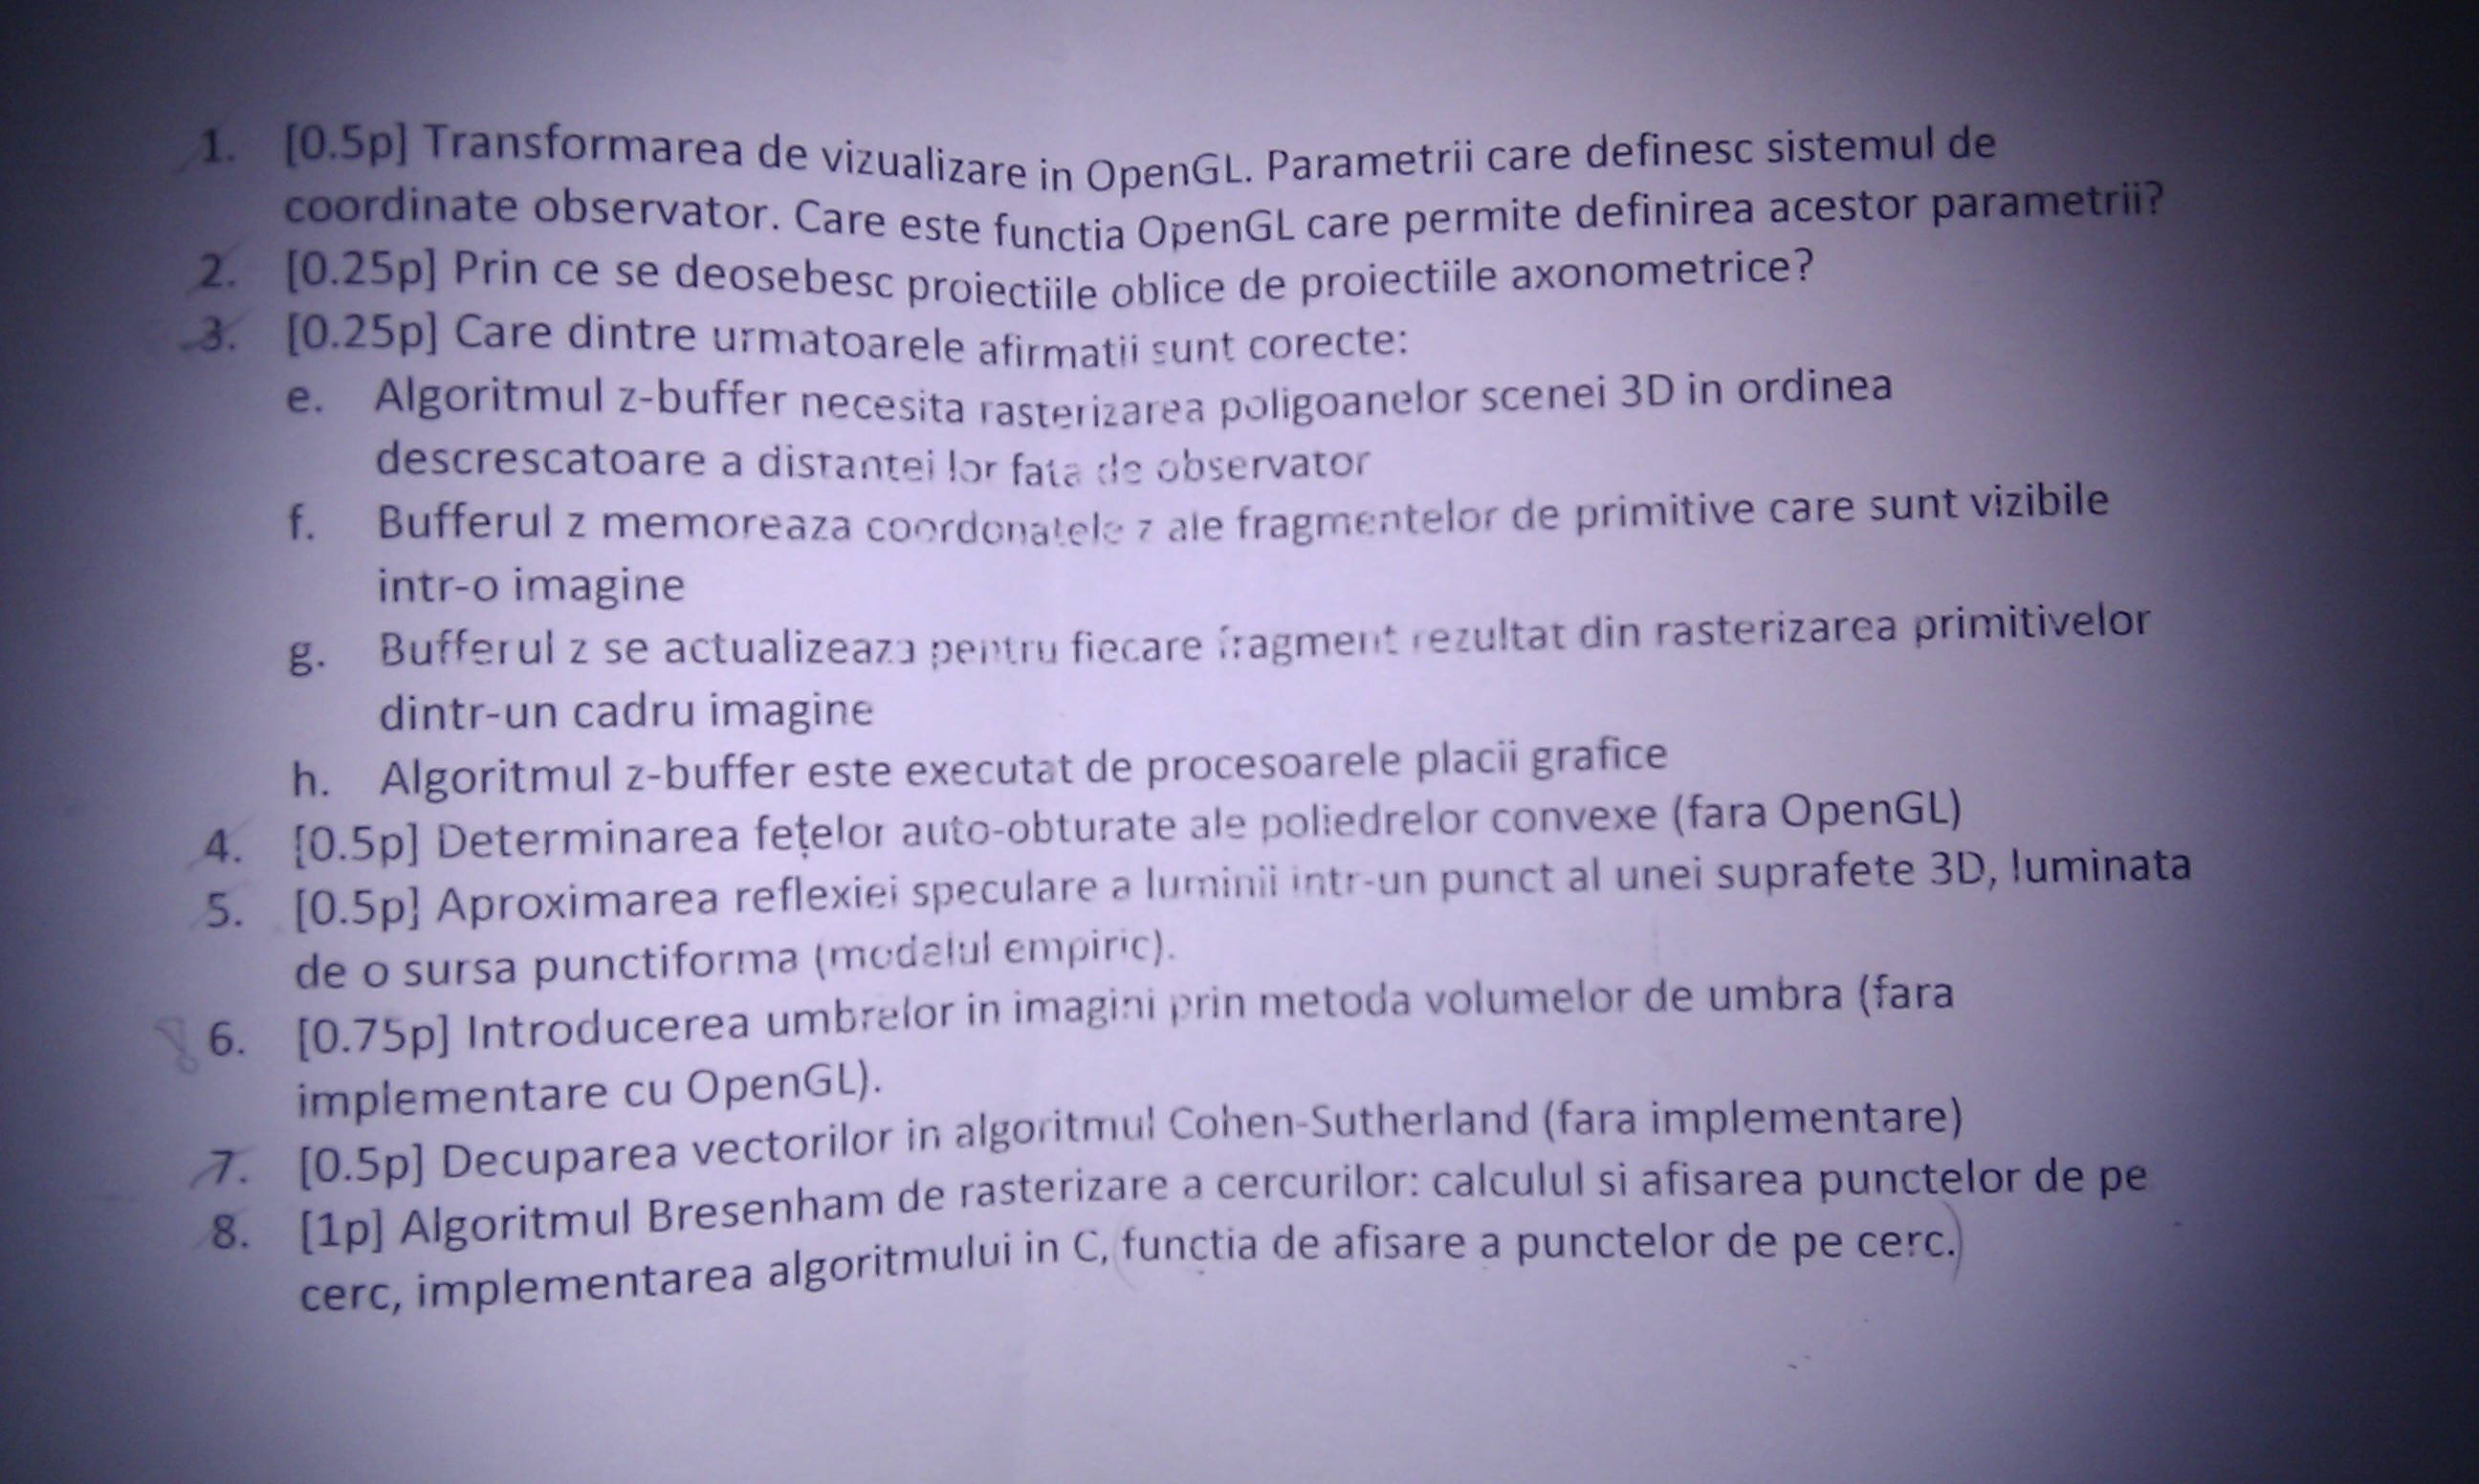 1. [0.5p] Transformarea de vizualizare in OpenGL. Parametrii care definesc sistemul de
coordinate observator. Care este functia OpenGL care permite definirea acestor parametrii?
2. [0.25p] Prin ce se deosebesc proiectiile oblice de proiectiile axonometrice?
3. [0.25p] Care dintre urmatoarele afirmatii sunt corecte:
e. Algoritmul z-buffer necesita rasterizarea poligoanelor scenei 3D in ordinea
descrescatoare a distantei lor fata de observator
f. Bufferul z memoreaza coordonatele z ale fragmentelor de primitive care sunt vizibile
intr-o imagine
g. Bufferul z se actualizeaza pentru fiecare fragment rezultat din rasterizarea primitivelor
dintr-un cadru imagine
h. Algoritmul z-buffer este executat de procesoarele placii grafice
4. [0.5p] Determinarea fețelor auto-obturate ale poliedrelor convexe (fara OpenGL)
5. [0.5p] Aproximarea reflexiei speculare a luminii intr-un punct al unei suprafete 3D, luminata
de o sursa punctiforma (modelul empiric).
6. [0.75p] Introducerea umbrelor in imagini prin metoda volumelor de umbra (fara
implementare cu OpenGL).
7. [0.5p] Decuparea vectorilor in algoritmul Cohen-Sutherland (fara implementare)
8. [1p] Algoritmul Bresenham de rasterizare a cercurilor: calculul si afisarea punctelor de pe
cerc, implementarea algoritmului in C, funcția de afisare a punctelor de pe cerc.